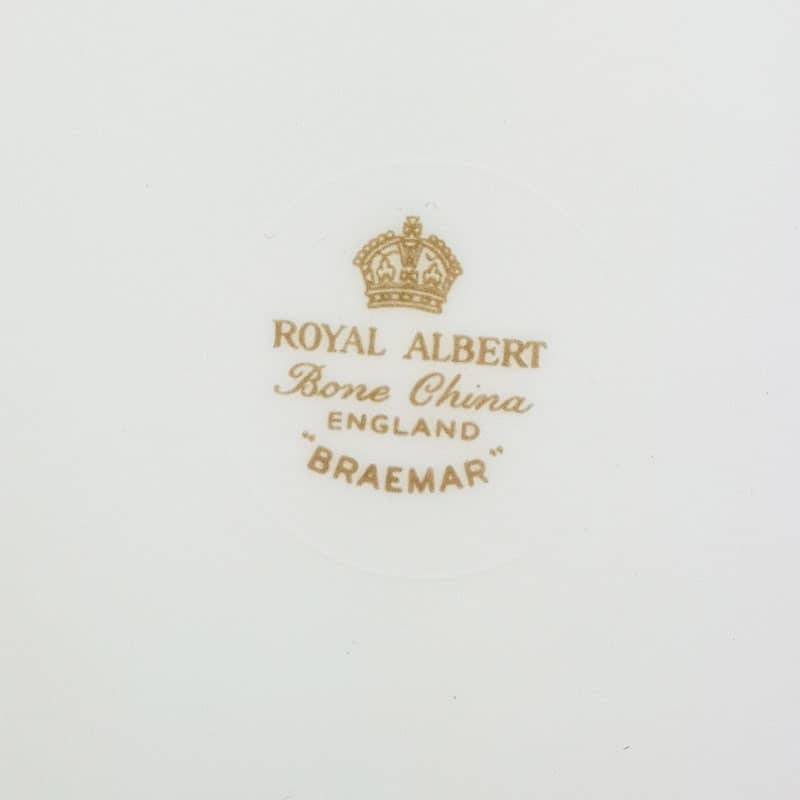 ROYAL ALBERT
Bone China
ENGLAND
"BRAEMAR"